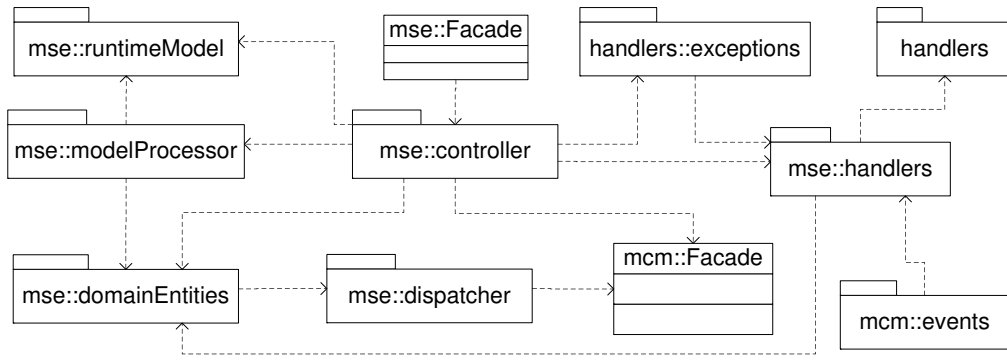 mse::runtimeModel
mse::Facade
handlers::exceptions
handlers
mse::modelProcessor
mse::controller
mse::handlers
mse::domainEntities
mse::dispatcher
mcm::Facade
mcm::events